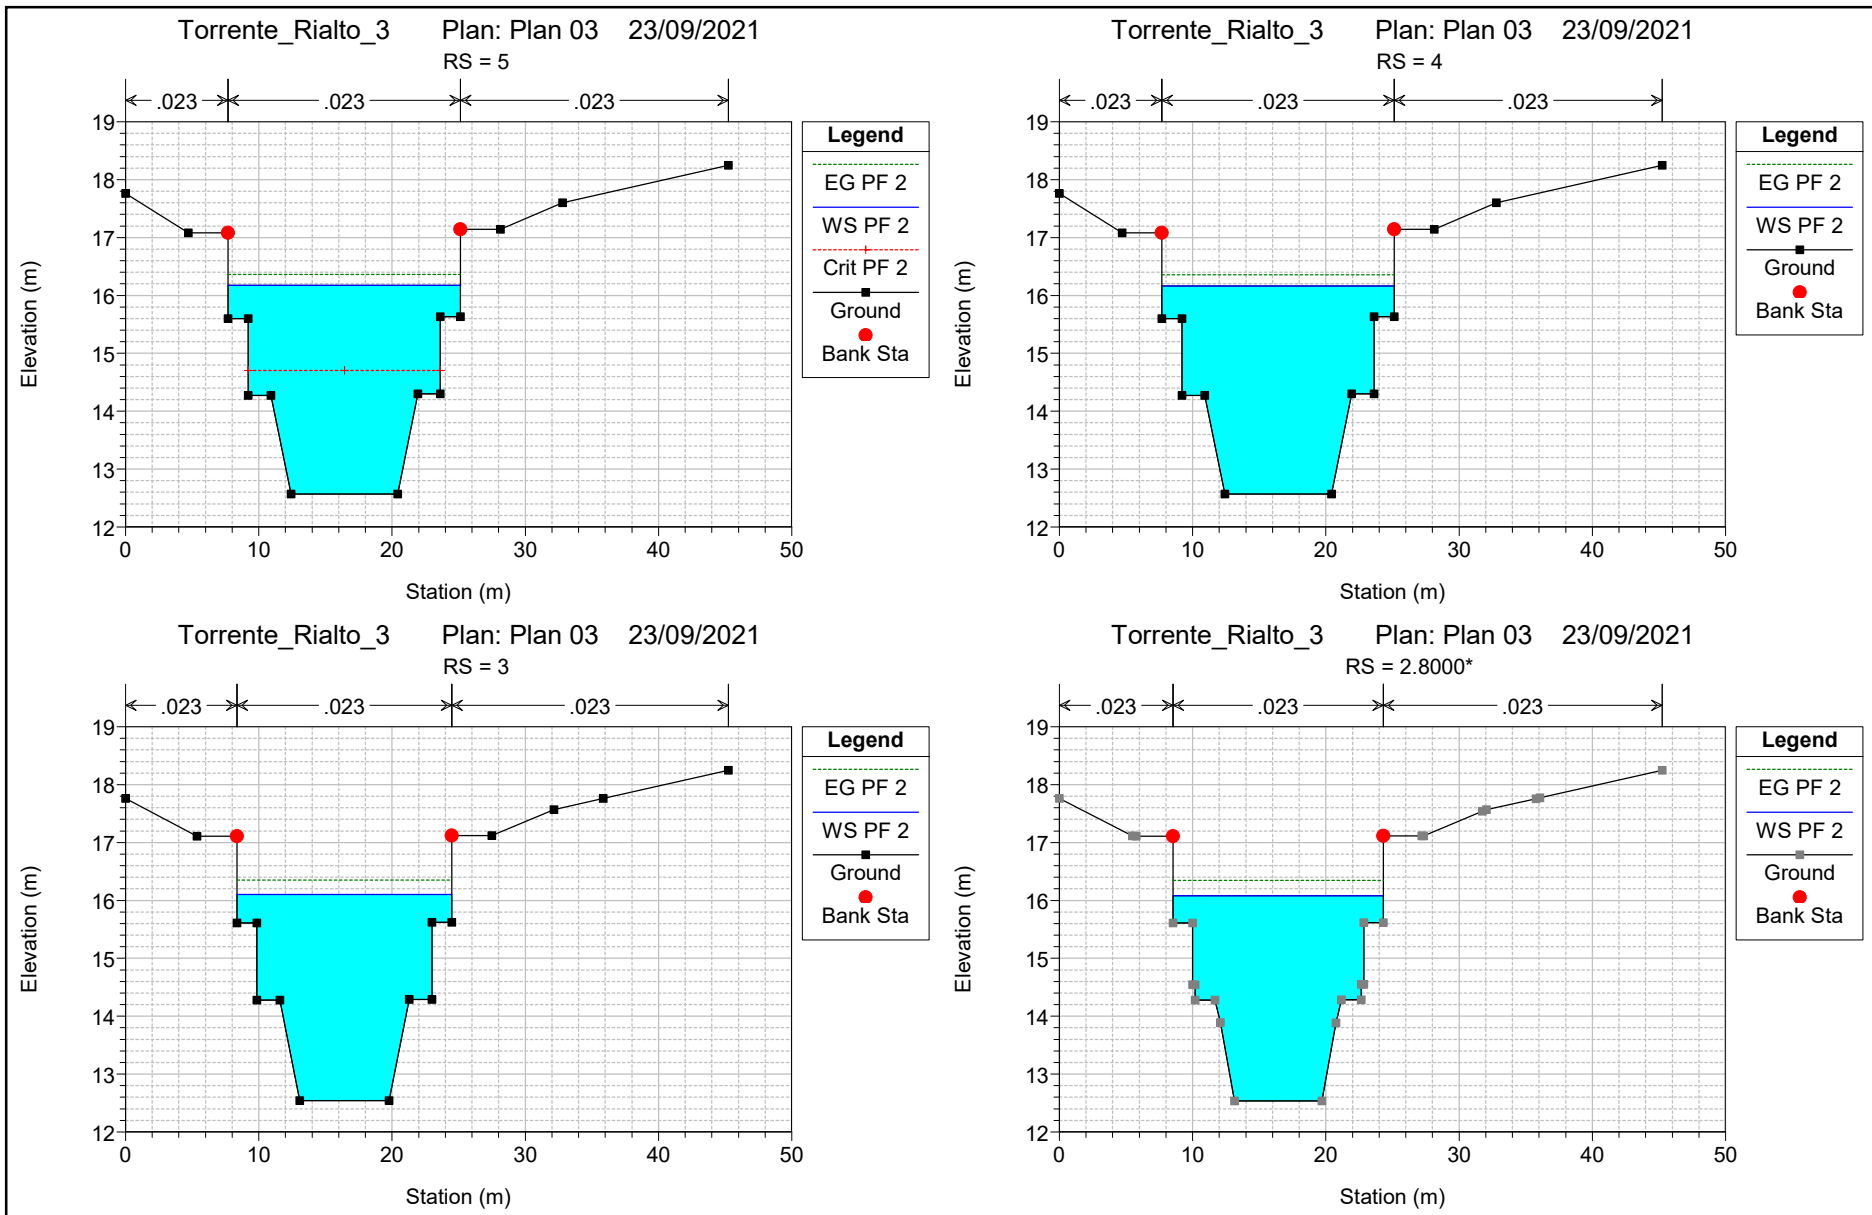 Torrente_Rialto_3 Plan: Plan 03 23/09/2021
RS = 5
.023 .023 .023
19
18
17
16
15
14
13
12
Elevation (m)
0 10 20 30 40 50
Station (m)
Legend
EG PF 2
WS PF 2
Crit PF 2
Ground
Bank Sta
Torrente_Rialto_3 Plan: Plan 03 23/09/2021
RS = 4
.023 .023 .023
19
18
17
16
15
14
13
12
Elevation (m)
0 10 20 30 40 50
Station (m)
Legend
EG PF 2
WS PF 2
Ground
Bank Sta
Torrente_Rialto_3 Plan: Plan 03 23/09/2021
RS = 3
.023 .023 .023
19
18
17
16
15
14
13
12
Elevation (m)
0 10 20 30 40 50
Station (m)
Legend
EG PF 2
WS PF 2
Ground
Bank Sta
Torrente_Rialto_3 Plan: Plan 03 23/09/2021
RS = 2.8000*
.023 .023 .023
19
18
17
16
15
14
13
12
Elevation (m)
0 10 20 30 40 50
Station (m)
Legend
EG PF 2
WS PF 2
Ground
Bank Sta